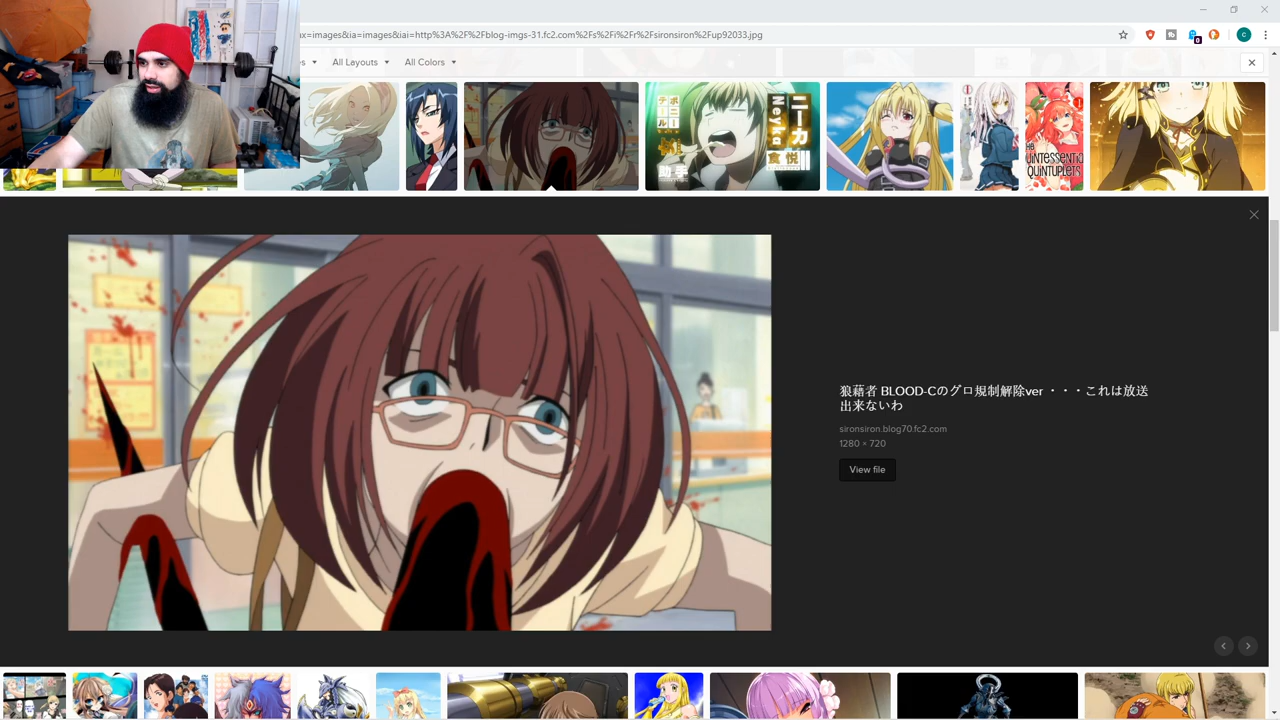 ax=images&ia=images&iai=http%3A%2F%2Fblog-imgs-31.fc2.com%2Fs%2Fi%2Fr%2Fsironsiron%2Fup92033.jpg
All Layouts
All Colors
ニーカ
Neyka
食悦
助手
THE QUINTESSENTIAL QUINTUPLETS
狼藉者 BLOOD-Cのグロ規制解除ver ・・・これは放送
出来ないわ
sironsiron.blog70.fc2.com
1280 × 720
View file